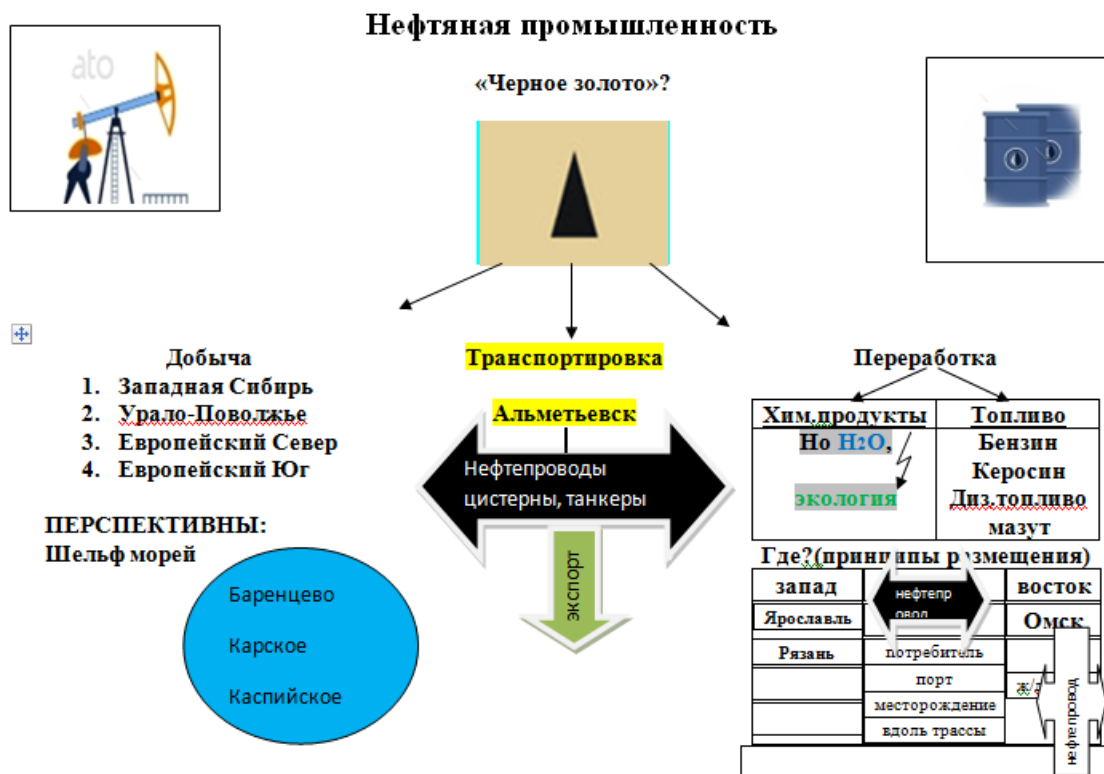 Нефтяная промышленность
ato
«Черное золото»?
Добыча
1. Западная Сибирь
2. Урало-Поволжье
3. Европейский Север
4. Европейский Юг
ПЕРСПЕКТИВНЫ:
Шельф морей
Баренцево
Карское
Каспийское
Транспортировка
Альметьевск
Нефтепроводы
цистерны, танкеры
экспорт
Переработка
Хим.продукты
Но H2O,
экология
Топливо
Бензин
Керосин
Диз.топливо
мазут
Где?(принципы размещения)
запад
нефтепр
овод
восток
Ярославль
Омск
Рязань
потребитель
порт
ж/
месторождение
вдоль трассы
нефтепровод